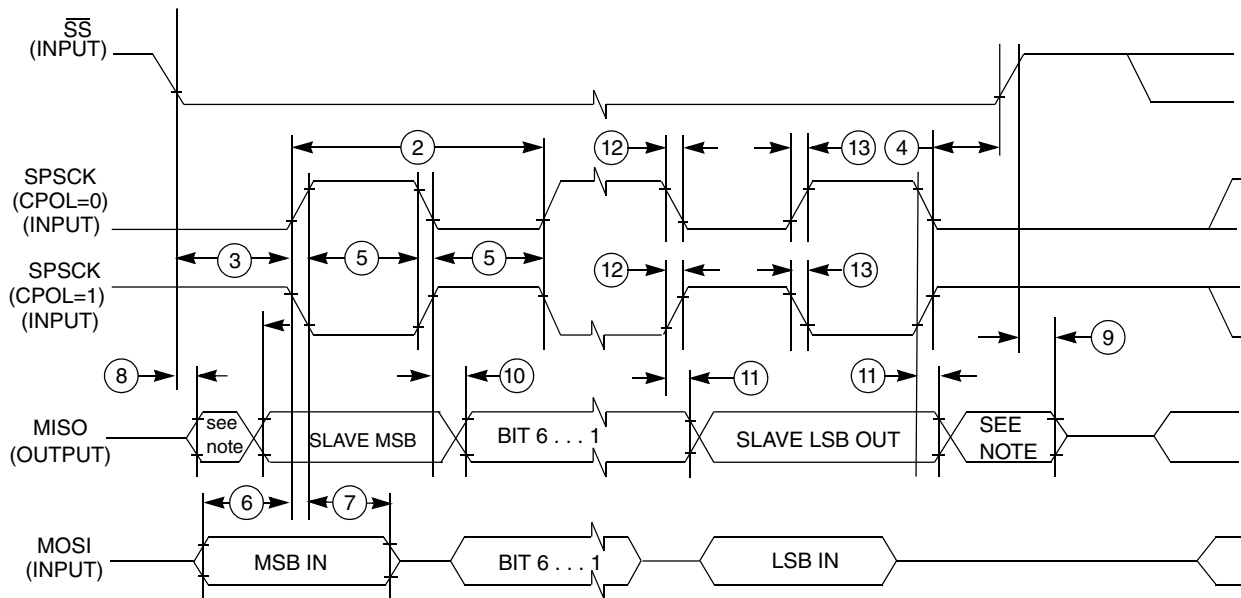 SS
(INPUT)
2
12
13
4
SPSCK
(CPOL=0)
(INPUT)
3
5
5
SPSCK
(CPOL=1)
(INPUT)
12
13
8
10
11
11
9
MISO
(OUTPUT)
see
note
SLAVE MSB
BIT 6 . . . 1
SLAVE LSB OUT
SEE
NOTE
6
7
MOSI
(INPUT)
MSB IN
BIT 6 . . . 1
LSB IN